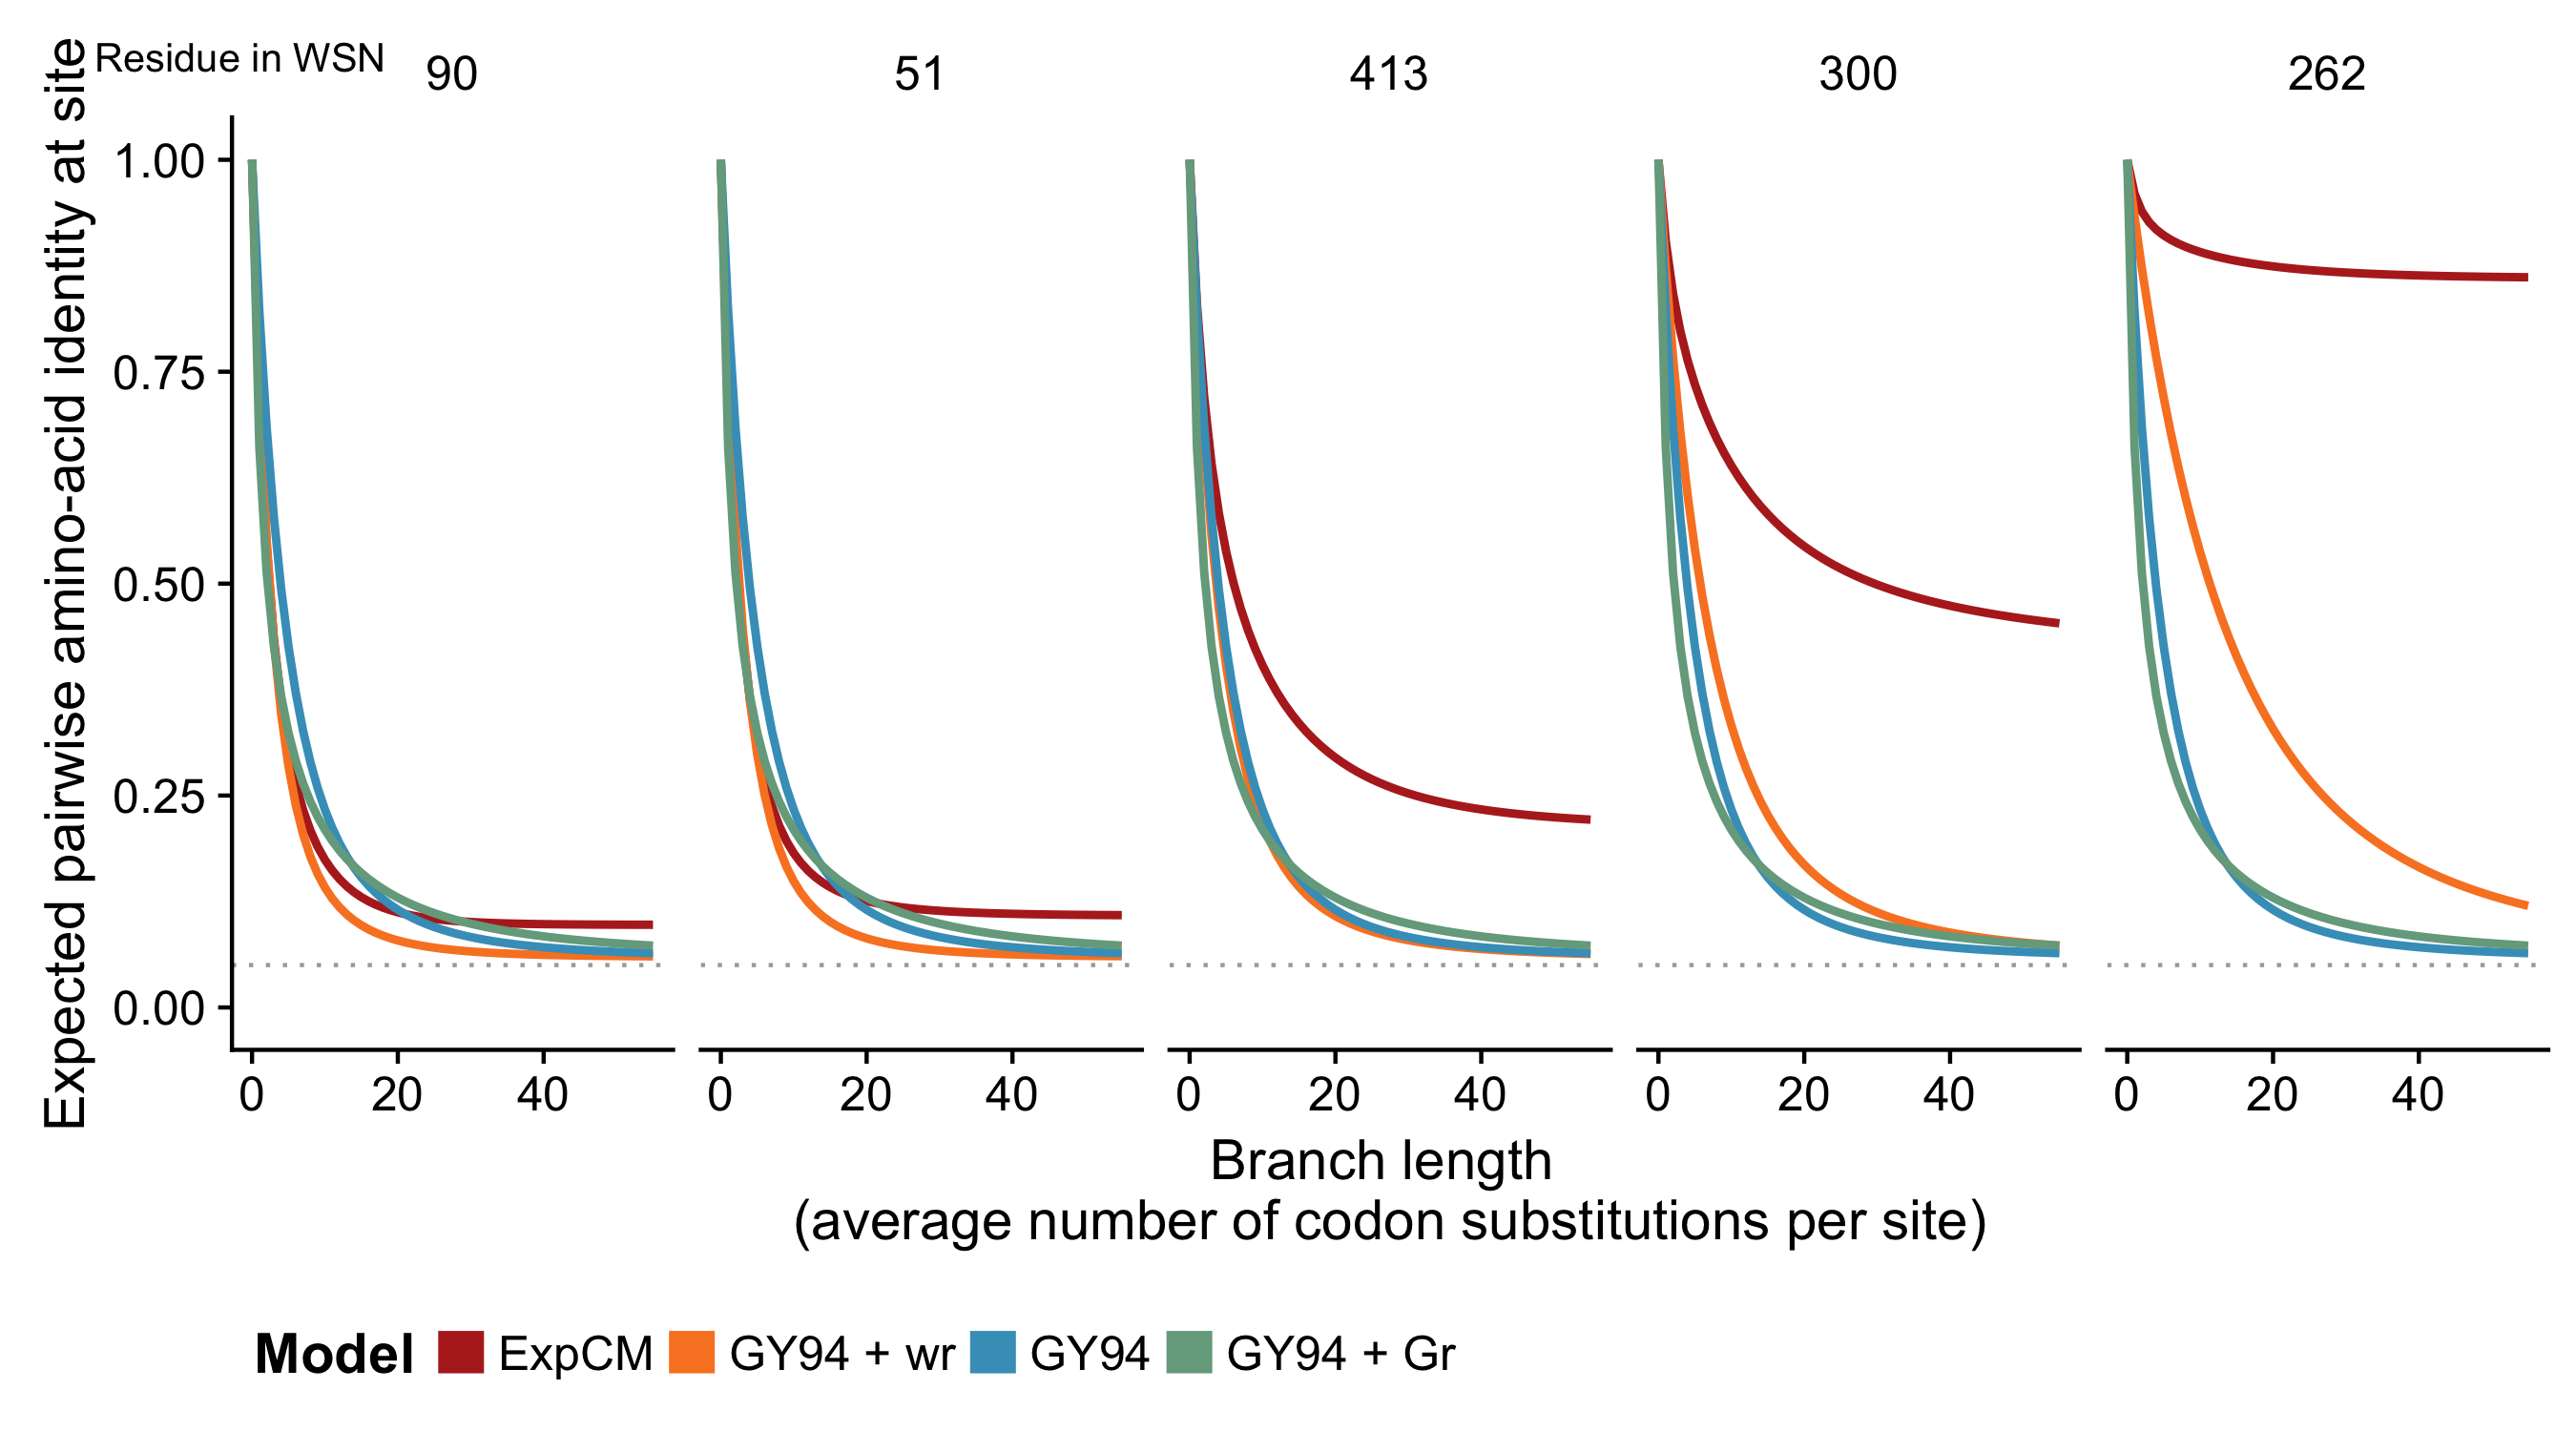 Residue in WSN
90 51 413 300 262
Expected pairwise amino-acid identity at site
1.00
0.75
0.50
0.25
0.00
0 20 40 0 20 40 0 20 40 0 20 40 0 20 40
Branch length
(average number of codon substitutions per site)
Model ExpCM GY94 + wr GY94 GY94 + Gr